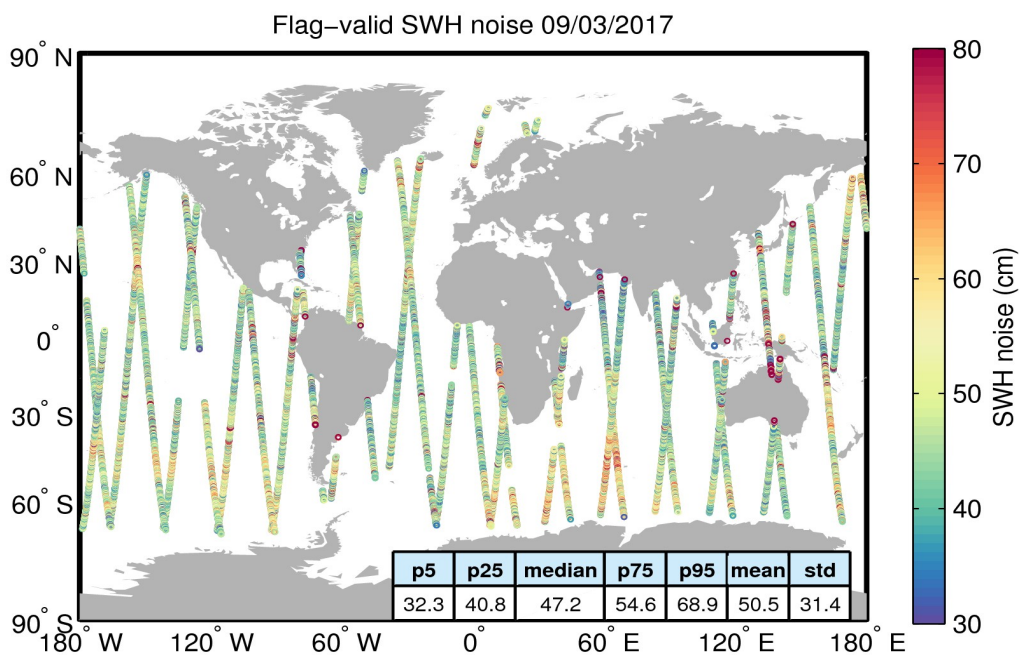 Flag−valid SWH noise 09/03/2017
90° N
60° N
30° N
0°
30° S
60° S
90° S
180° W
120° W
60° W
0°
60° E
120° E
180° E
80
70
60
50
40
30
SWH noise (cm)
p5 p25 median p75 p95 mean std
32.3 40.8 47.2 54.6 68.9 50.5 31.4